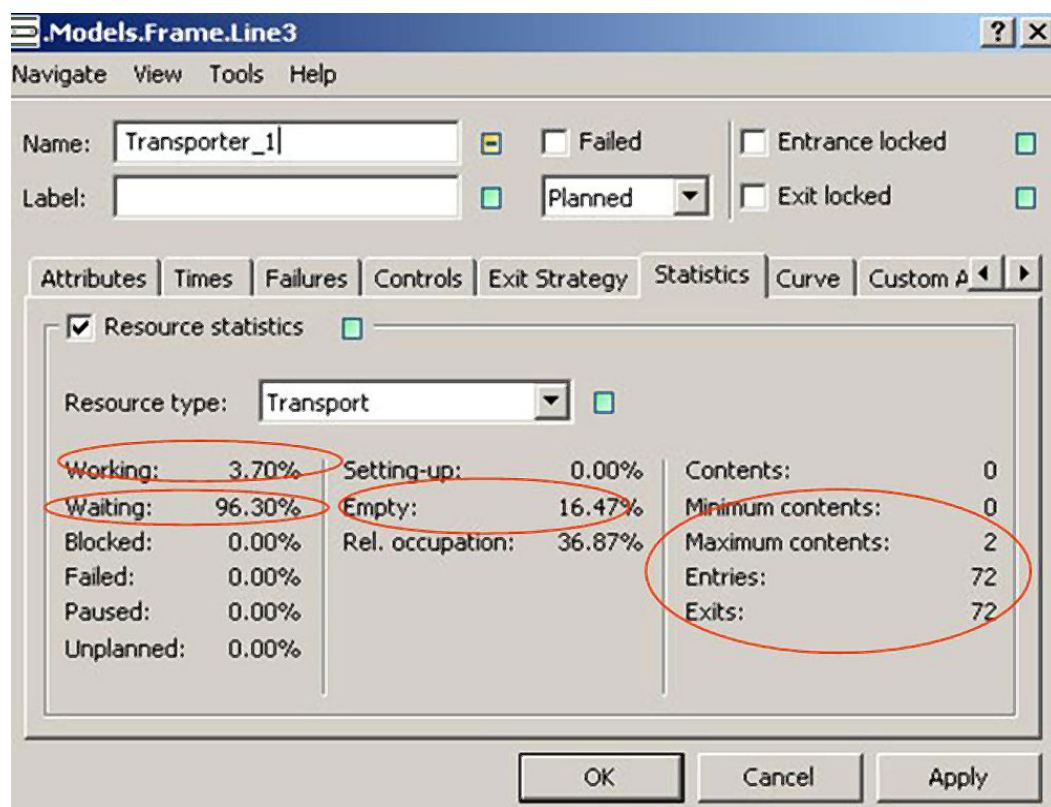 .Models.Frame.Line3 ? X
Navigate View Tools Help
Name: Transporter_1 Failed Entrance locked
Label: Planned Exit locked
Attributes Times Failures Controls Exit Strategy Statistics Curve Custom A
Resource statistics
Resource type: Transport
Working: 3.70% Setting-up: 0.00% Contents: 0
Waiting: 96.30% Empty: 16.47% Minimum contents: 0
Blocked: 0.00% Rel. occupation: 36.87% Maximum contents: 2
Failed: 0.00% Entries: 72
Paused: 0.00% Exits: 72
Unplanned: 0.00%
OK Cancel Apply